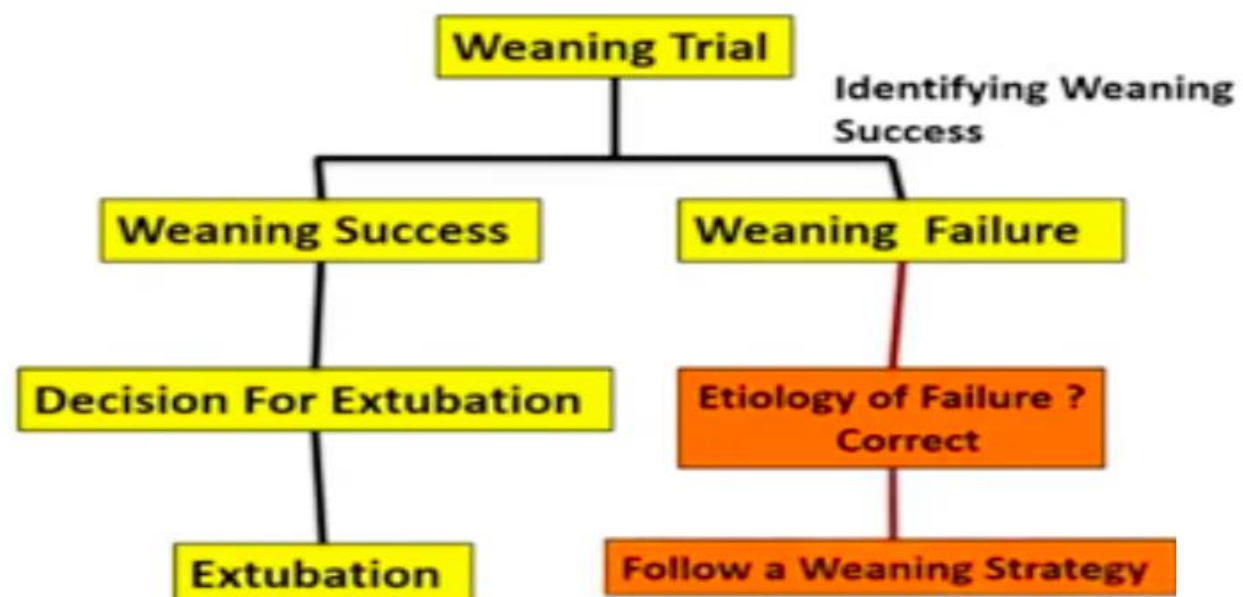 Weaning Trial
Identifying Weaning
Success
Weaning Success
Weaning Failure
Decision For Extubation
Etiology of Failure ?
Correct
Extubation
Follow a Weaning Strategy